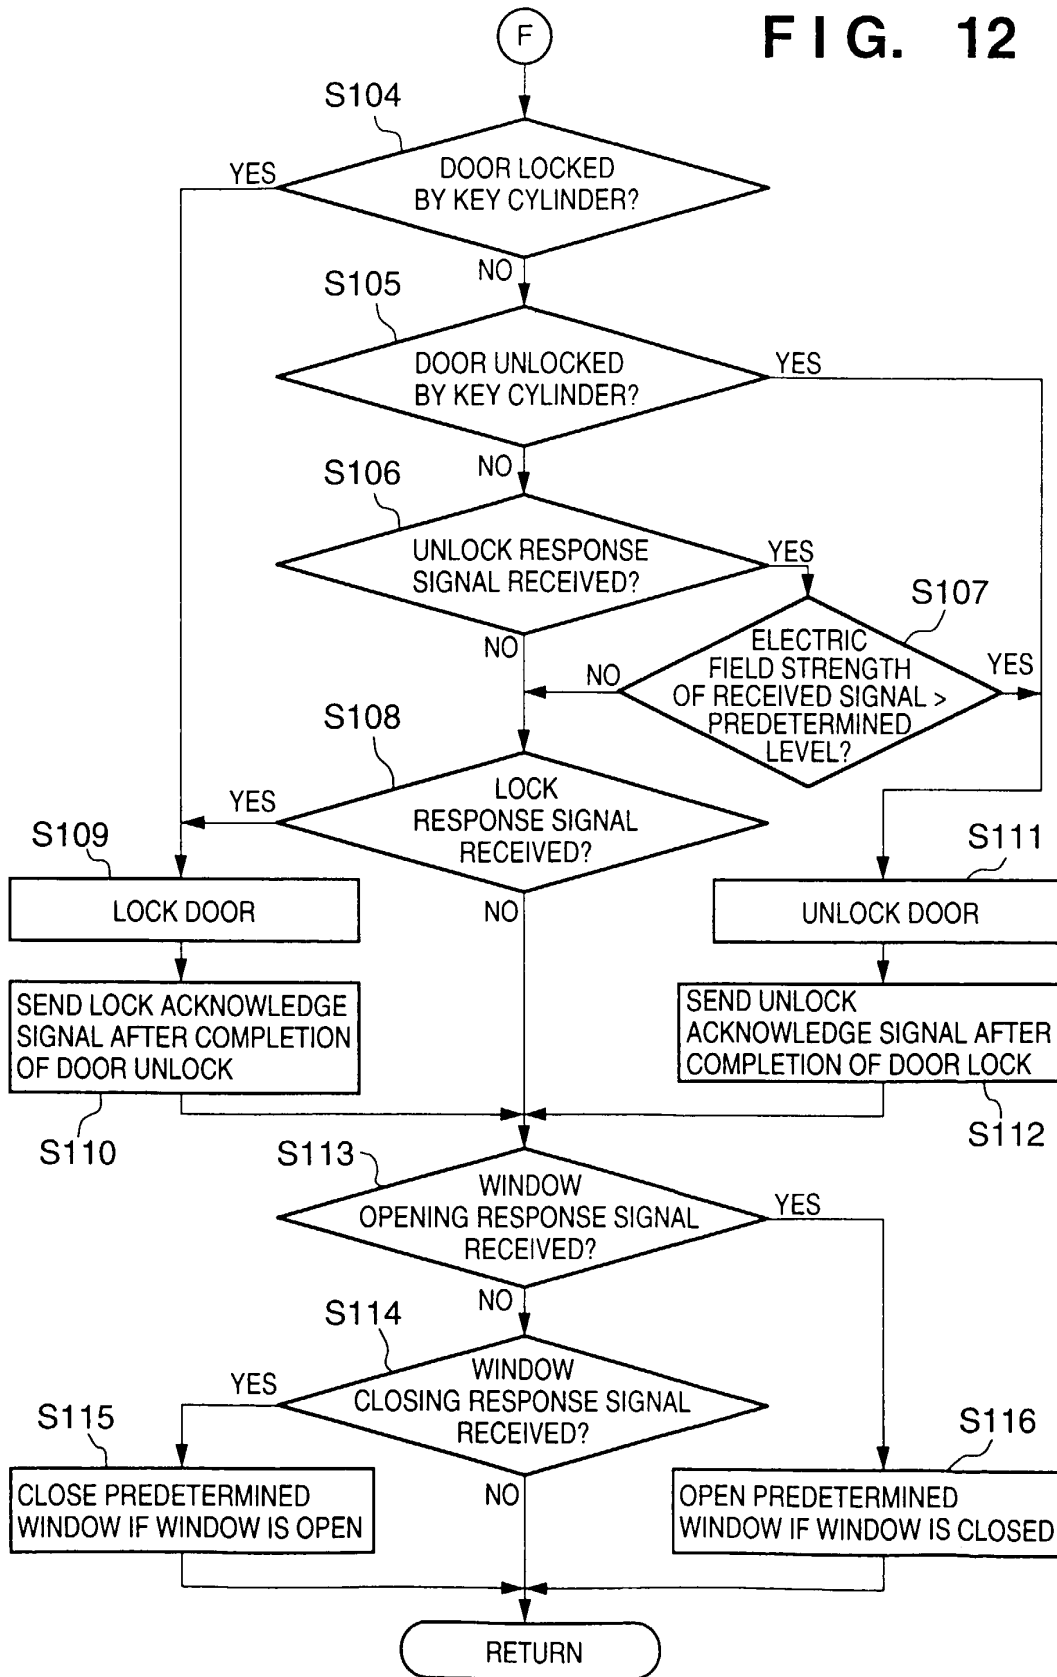 FIG. 12
F
S104
DOOR LOCKED
BY KEY CYLINDER?
YES
NO
S105
DOOR UNLOCKED
BY KEY CYLINDER?
YES
NO
S106
UNLOCK RESPONSE
SIGNAL RECEIVED?
YES
NO
S107
ELECTRIC
FIELD STRENGTH
OF RECEIVED SIGNAL >
PREDETERMINED
LEVEL?
NO
YES
S108
LOCK
RESPONSE SIGNAL
RECEIVED?
YES
NO
S109
LOCK DOOR
S111
UNLOCK DOOR
SEND LOCK ACKNOWLEDGE
SIGNAL AFTER COMPLETION
OF DOOR UNLOCK
S110
SEND UNLOCK
ACKNOWLEDGE SIGNAL AFTER
COMPLETION OF DOOR LOCK
S112
S113
WINDOW
OPENING RESPONSE SIGNAL
RECEIVED?
YES
NO
S114
WINDOW
CLOSING RESPONSE SIGNAL
RECEIVED?
YES
NO
S115
CLOSE PREDETERMINED
WINDOW IF WINDOW IS OPEN
S116
OPEN PREDETERMINED
WINDOW IF WINDOW IS CLOSED
RETURN